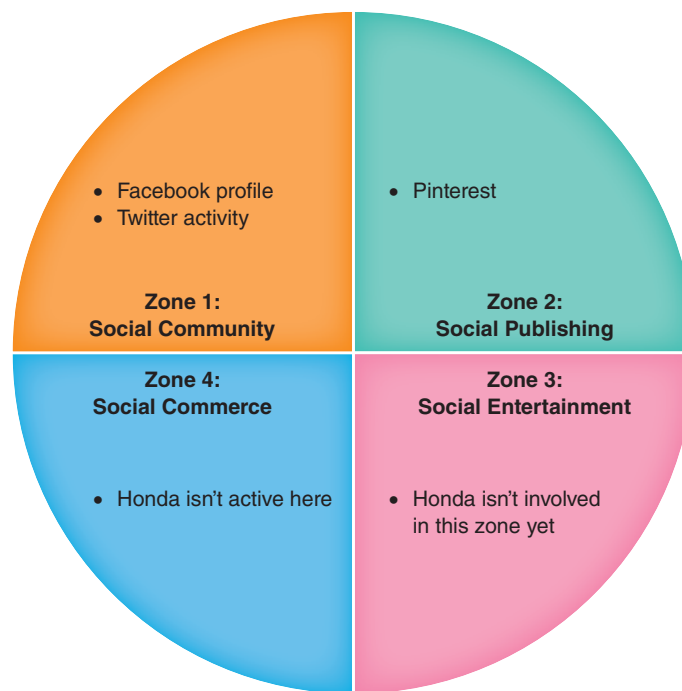 • Facebook profile
• Twitter activity
Zone 1:
Social Community
• Pinterest
Zone 2:
Social Publishing
Zone 4:
Social Commerce
• Honda isn’t active here
Zone 3:
Social Entertainment
• Honda isn’t involved
in this zone yet